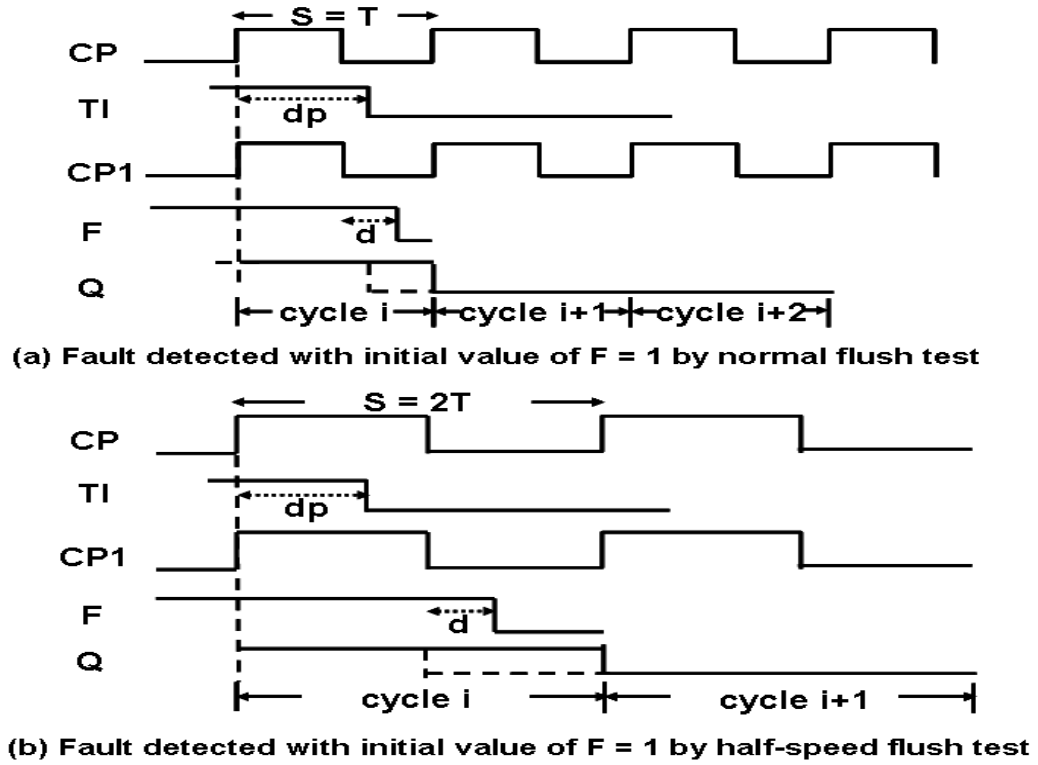 S = T
CP
TI
dp
CP1
F
d
Q
cycle i cycle i+1 cycle i+2
(a) Fault detected with initial value of F = 1 by normal flush test
S = 2T
CP
TI
dp
CP1
F
d
Q
cycle i cycle i+1
(b) Fault detected with initial value of F = 1 by half-speed flush test